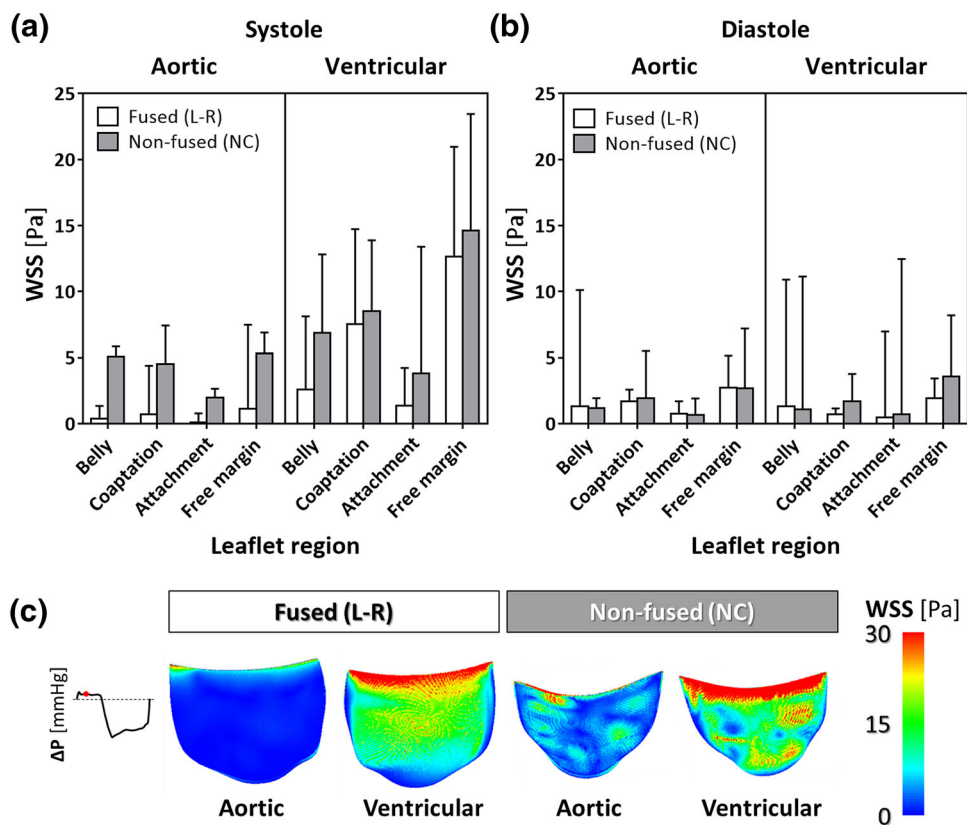 (a)
Systole
Aortic
Ventricular
25
20
15
10
5
0
WSS [Pa]
Fused (L-R)
Non-fused (NC)
Belly
Coaptation
Attachment
Free margin
Belly
Coaptation
Attachment
Free margin
Leaflet region
(b)
Diastole
Aortic
Ventricular
25
20
15
10
5
0
WSS [Pa]
Fused (L-R)
Non-fused (NC)
Belly
Coaptation
Attachment
Free margin
Belly
Coaptation
Attachment
Free margin
Leaflet region
(c)
Fused (L-R)
Non-fused (NC)
WSS [Pa]
30
15
0
ΔP [mmHg]
Aortic
Ventricular
Aortic
Ventricular